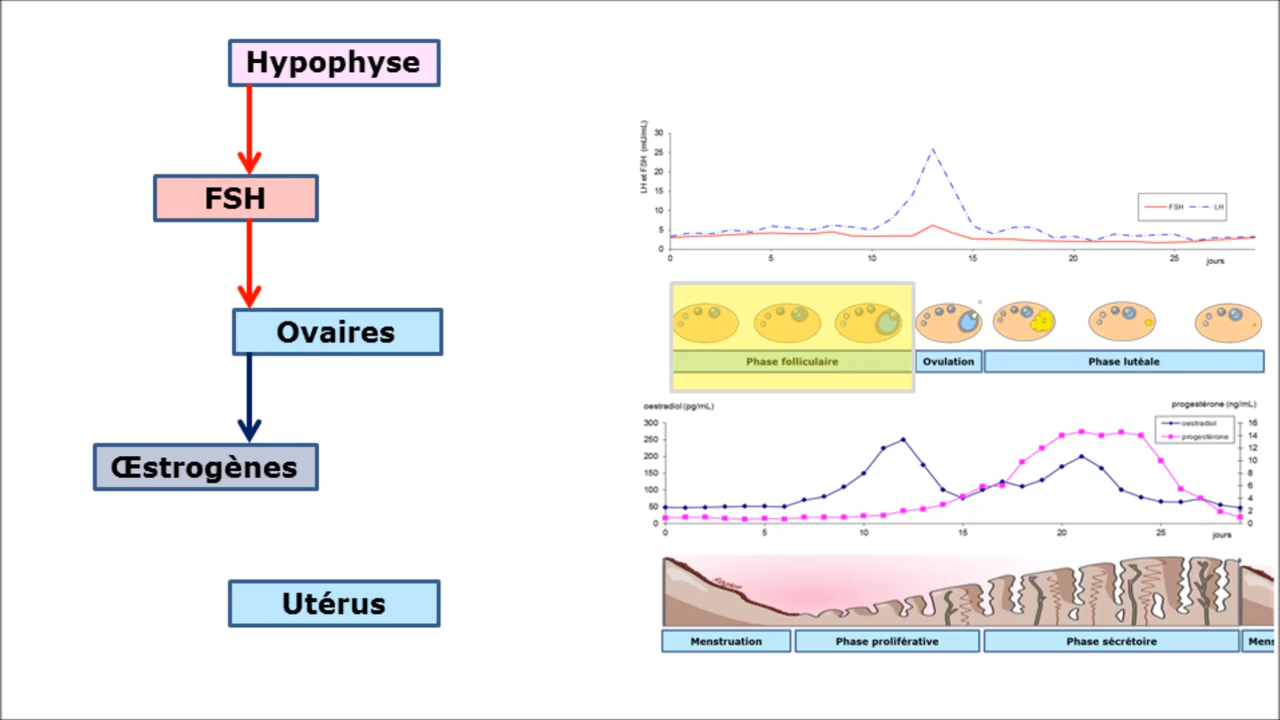 Hypophyse
FSH
Ovaires
Œstrogènes
Utérus
LH et FSH (mU/mL)
30
25
20
15
10
5
0
0 5 10 15 20 25 jours
FSH LH
Phase folliculaire Ovulation Phase lutéale
oestradiol (pg/mL) progestérone (ng/mL)
300
250
200
150
100
50
0
16
14
12
10
8
6
4
2
0
oestradiol
progestérone
0 5 10 15 20 25 jours
Menstruation Phase proliférative Phase sécrétoire Mens